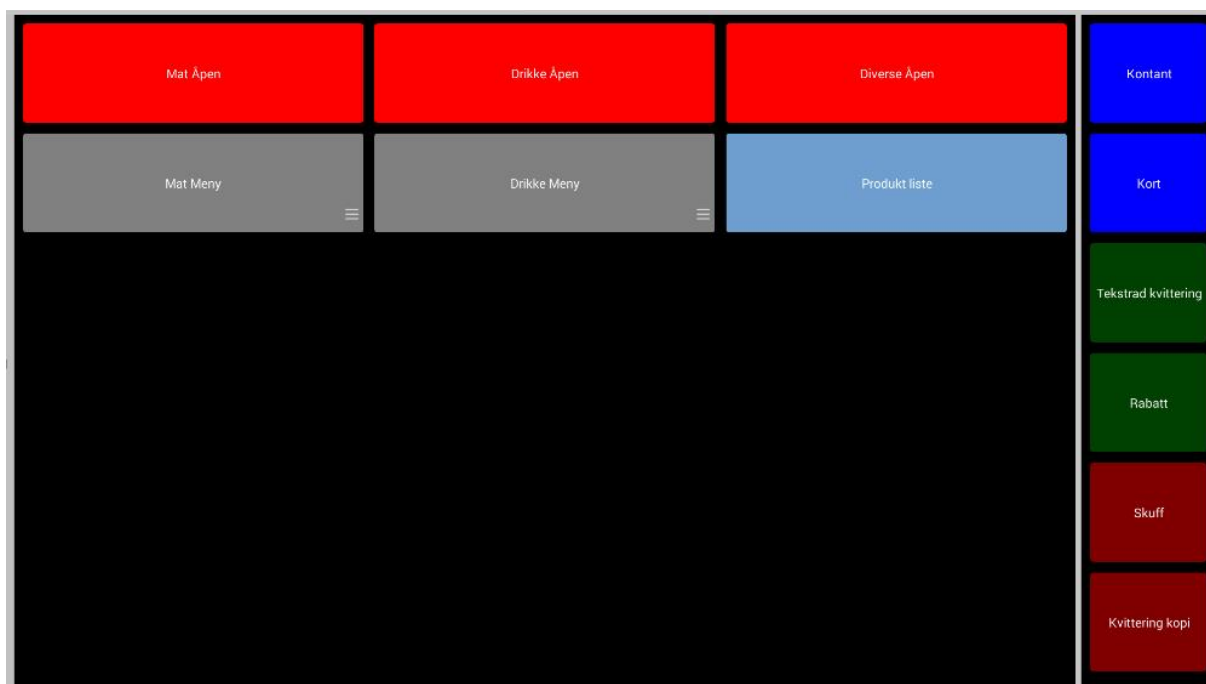 Mat Åpen
Drikke Åpen
Diverse Åpen
Kontant
Mat Meny
Drikke Meny
Produkt liste
Kort
Tekstrad kvittering
Rabatt
Skuff
Kvittering kopi